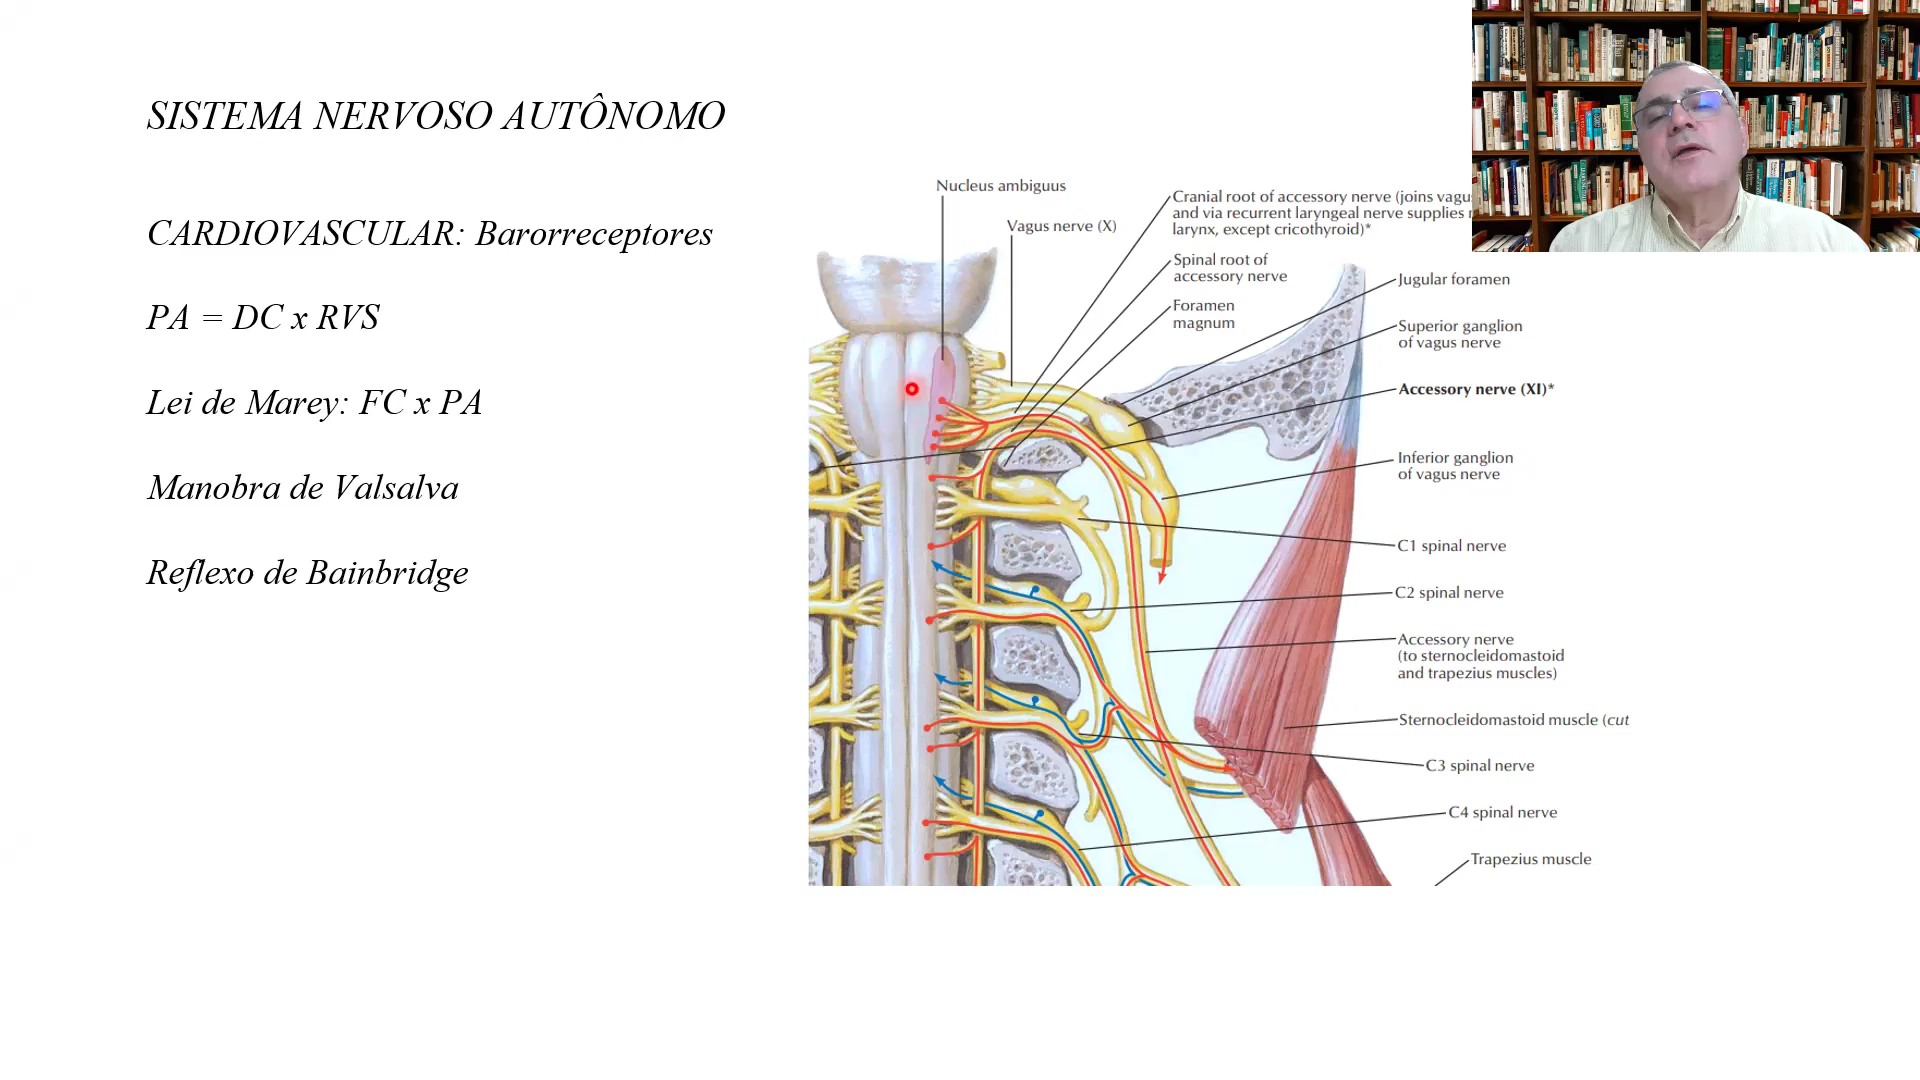 SISTEMA NERVOSO AUTÔNOMO
CARDIOVASCULAR: Barorreceptores
PA = DC x RVS
Lei de Marey: FC x PA
Manobra de Valsalva
Reflexo de Bainbridge
Nucleus ambiguus
Vagus nerve (X)
Cranial root of accessory nerve (joins vagu
and via recurrent laryngeal nerve supplies
larynx, except cricothyroid)*
Spinal root of
accessory nerve
Foramen
magnum
Jugular foramen
Superior ganglion
of vagus nerve
Accessory nerve (XI)*
Inferior ganglion
of vagus nerve
C1 spinal nerve
C2 spinal nerve
Accessory nerve
(to sternocleidomastoid
and trapezius muscles)
Sternocleidomastoid muscle (cut
C3 spinal nerve
C4 spinal nerve
Trapezius muscle